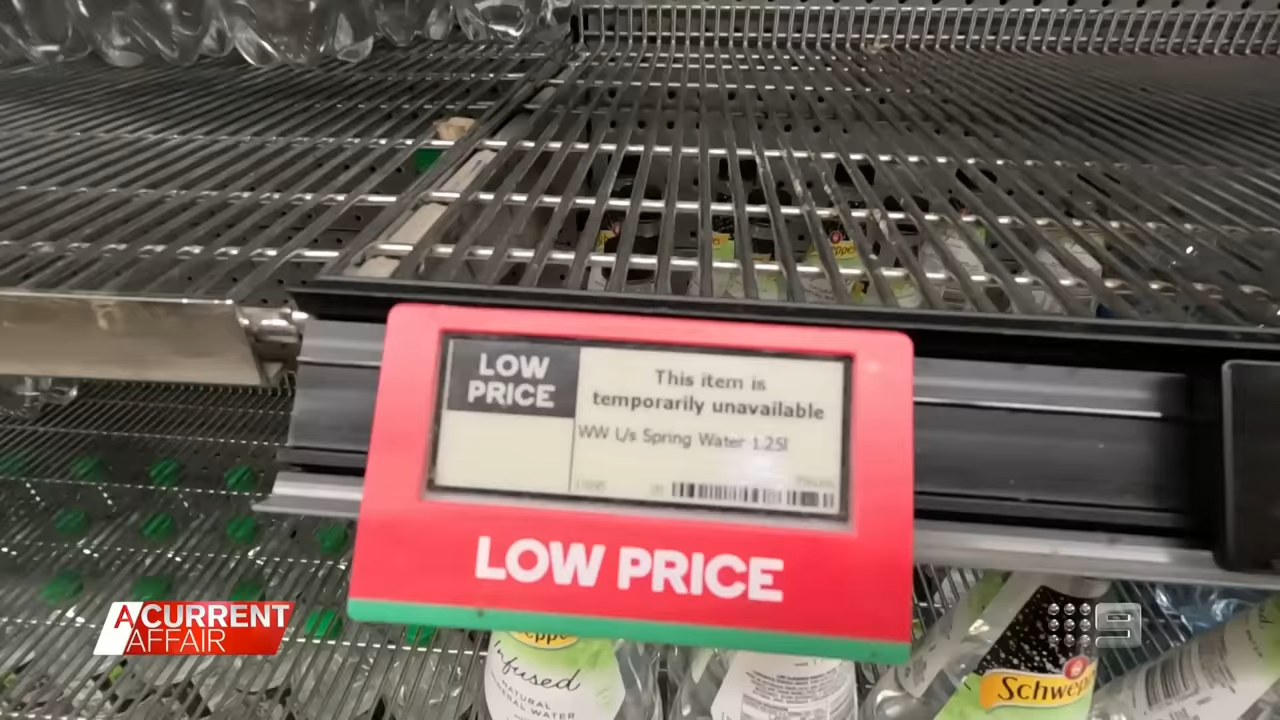 LOW
PRICE
This item is
temporarily unavailable
WW L/s Spring Water 1.25l
LOW PRICE
A CURRENT
AFFAIR
9
Infused
NATURAL
MINERAL WATER
Schweppes